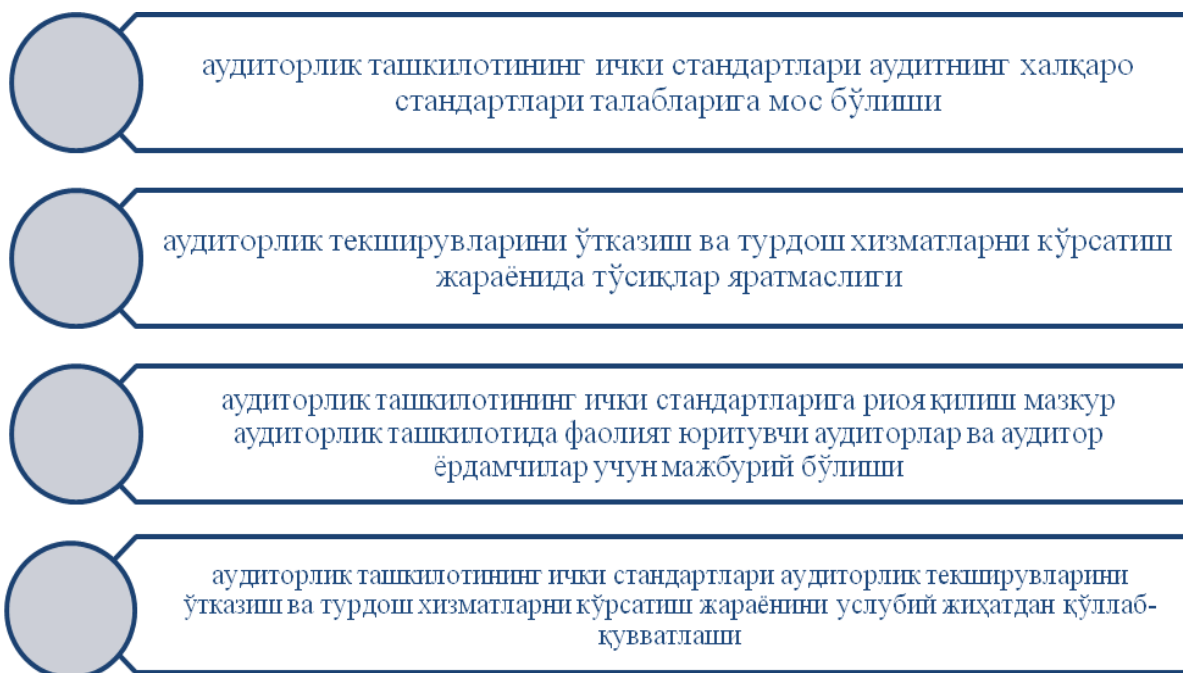 аудиторлик ташкилотининг ички стандартлари аудитнинг халқаро
стандартлари талабларига мос бўлиши
аудиторлик текширувларини ўтказиш ва турдош хизматларни кўрсатиш
жараёнида тўсиқлар яратмаслиги
аудиторлик ташкилотининг ички стандартларига риоя қилиш мазкур
аудиторлик ташкилотида фаолият юритувчи аудиторлар ва аудитор
ёрдамчилар учун мажбурий бўлиши
аудиторлик ташкилотининг ички стандартлари аудиторлик текширувларини
ўтказиш ва турдош хизматларни кўрсатиш жараёнини услубий жиҳатдан қўллаб-
қувватлаши